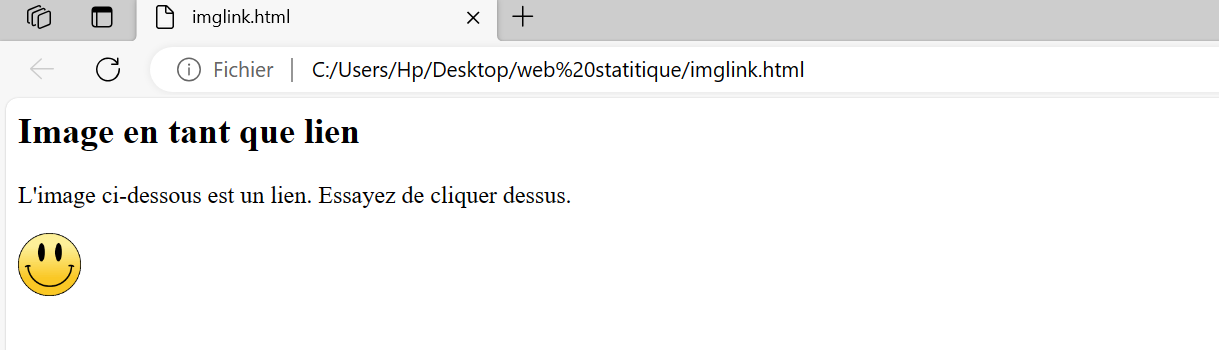 imglink.html
Fichier C:/Users/Hp/Desktop/web%20statitique/imglink.html
Image en tant que lien
L'image ci-dessous est un lien. Essayez de cliquer dessus.